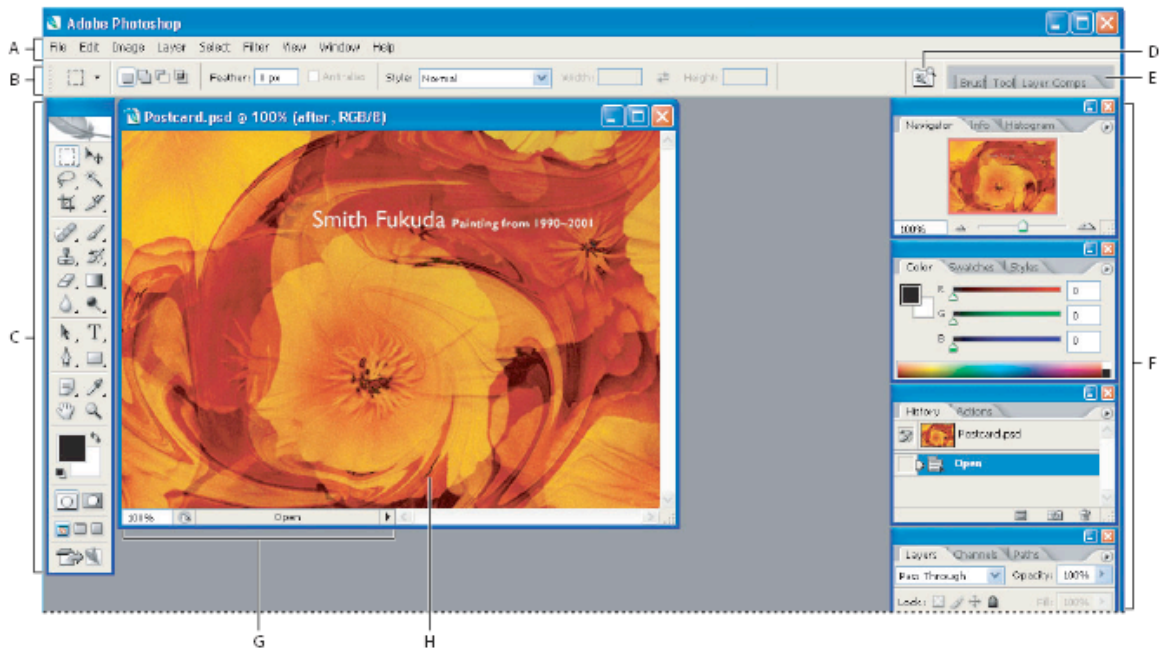 Adobe Photoshop
A
File Edit Image Layer Select Filter View Window Help
B
Feather: 1 px Anti-alias Style: Normal Width: Height:
D
Brush Tool Layer Comps
E
C
Postcard.psd @ 100% (after, RGB/8)
Smith Fukuda Painting from 1990–2001
100% Open
Navigator Info Histogram
100%
Color Swatches Styles
R 0
G 0
B 0
F
History Actions
Postcard.psd
Open
Layers Channels Paths
Pass Through Opacity: 100%
Lock: Fill: 100%
T
G
H